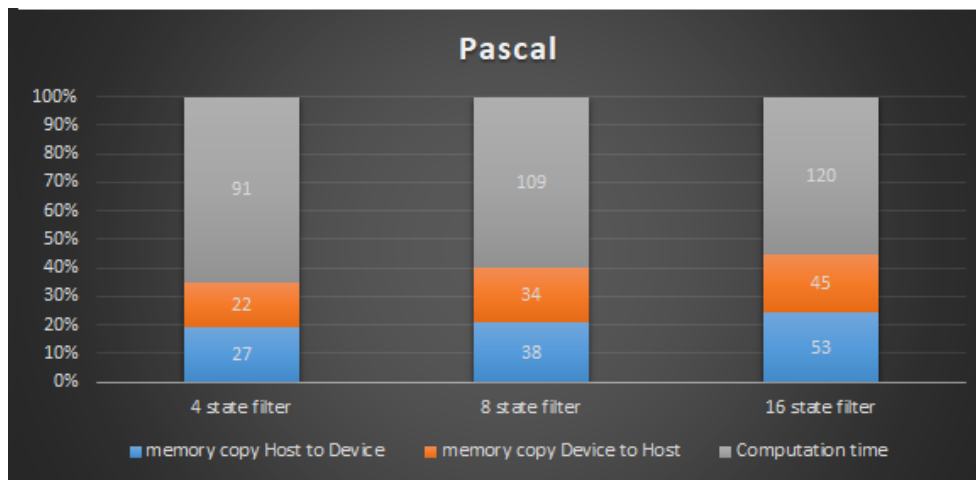 Pascal
100%
90%
80%
70%
60%
50%
40%
30%
20%
10%
0%
91
109
120
22
34
45
27
38
53
4 state filter
8 state filter
16 state filter
memory copy Host to Device
memory copy Device to Host
Computation time